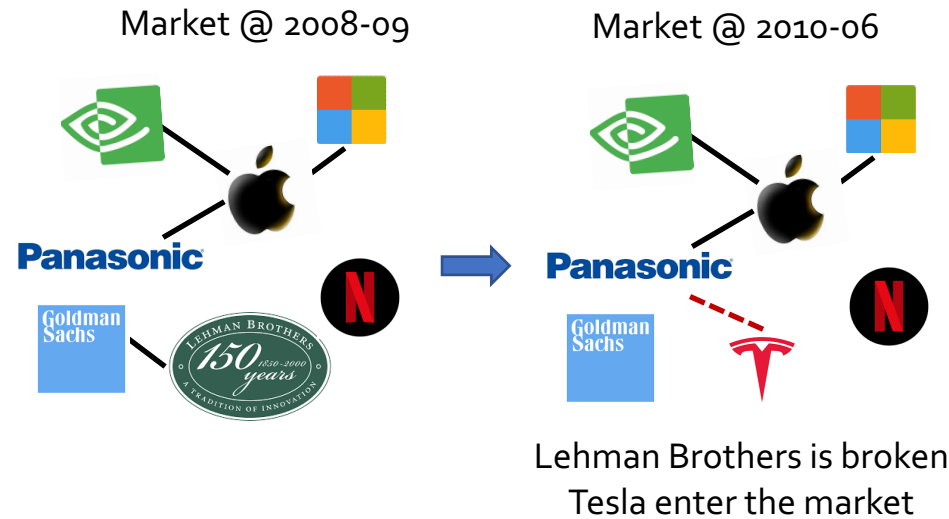 Market @ 2008-09
Market @ 2010-06
Panasonic
Panasonic
Goldman
Sachs
LEHMAN BROTHERS
150 1850-2000
years
A TRADITION OF INNOVATION
N
Goldman
Sachs
N
Lehman Brothers is broken
Tesla enter the market